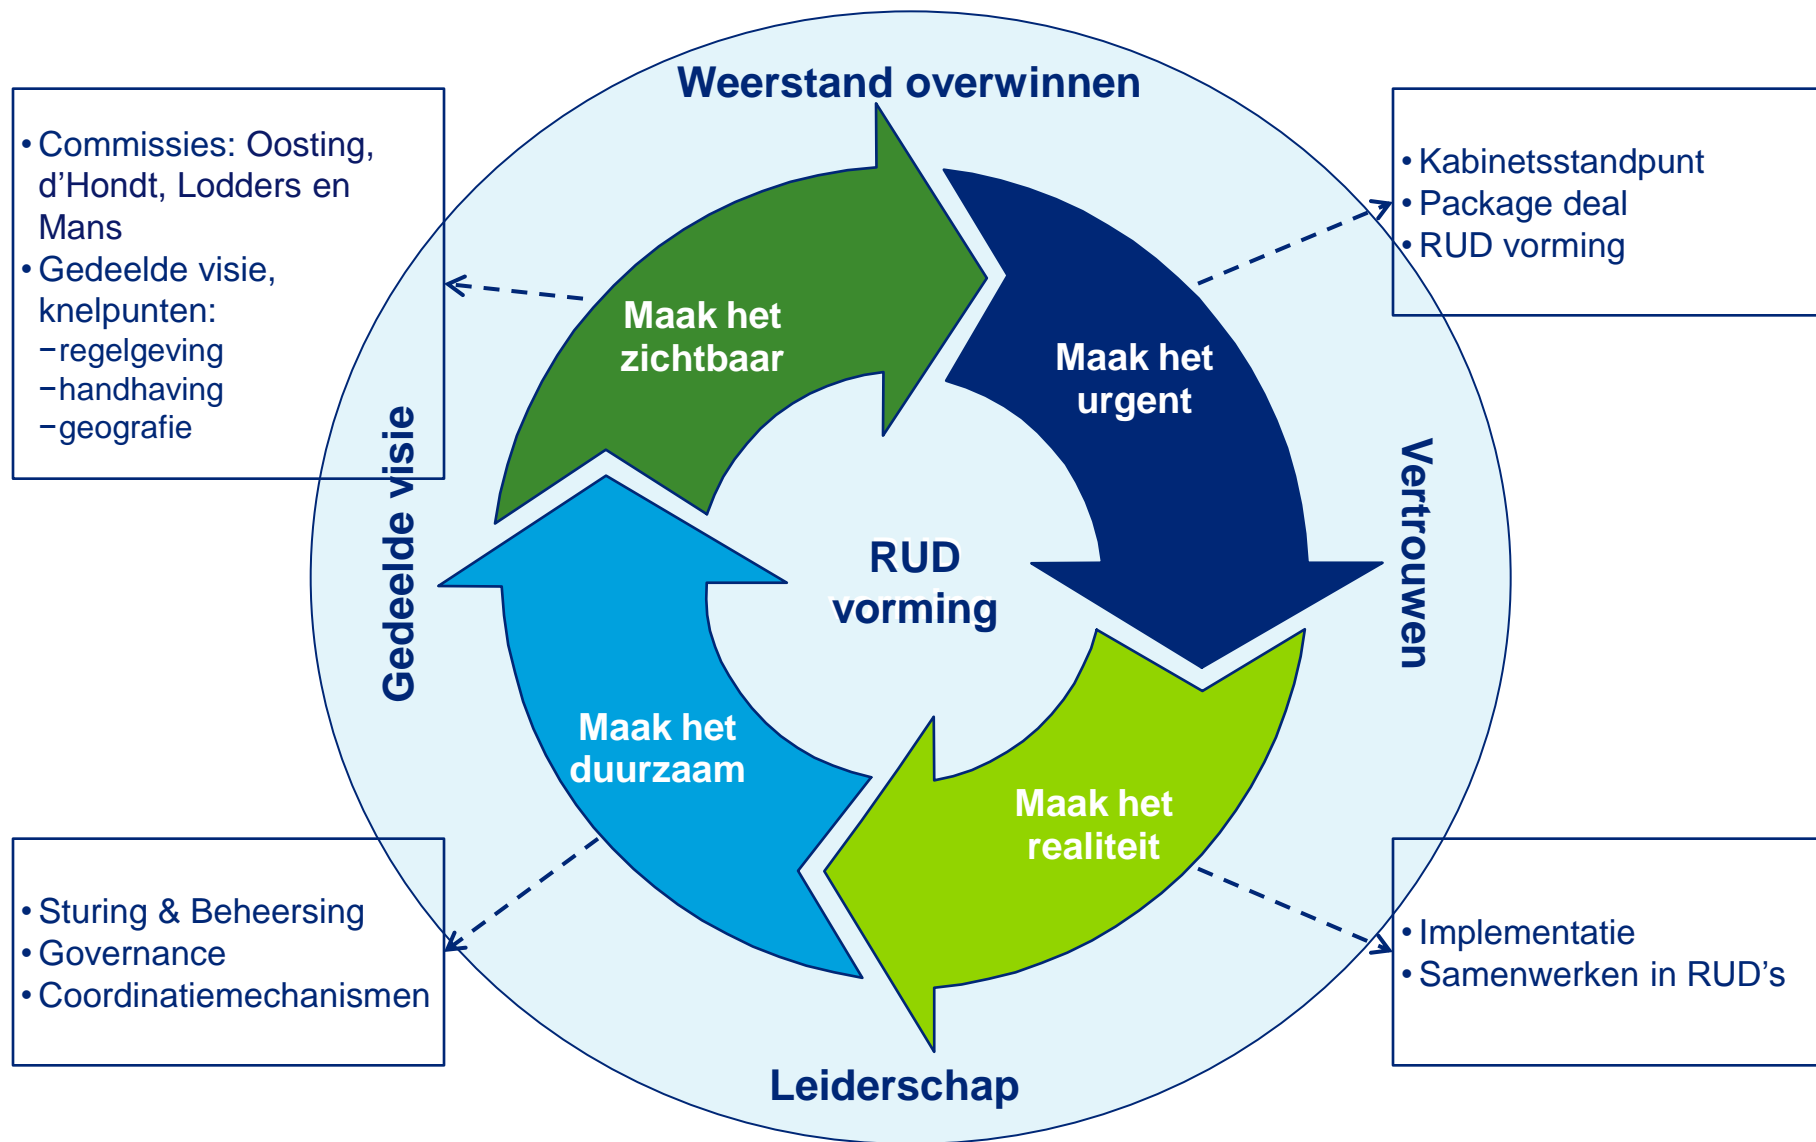 Weerstand overwinnen
• Commissies: Oosting,
d’Hondt, Lodders en
Mans
• Gedeelde visie,
knelpunten:
−regelgeving
−handhaving
−geografie
• Kabinetsstandpunt
• Package deal
• RUD vorming
Maak het
zichtbaar
Maak het
urgent
Gedeelde visie
RUD
vorming
Vertrouwen
Maak het
duurzaam
Maak het
realiteit
• Sturing & Beheersing
• Governance
• Coordinatiemechanismen
• Implementatie
• Samenwerken in RUD’s
Leiderschap